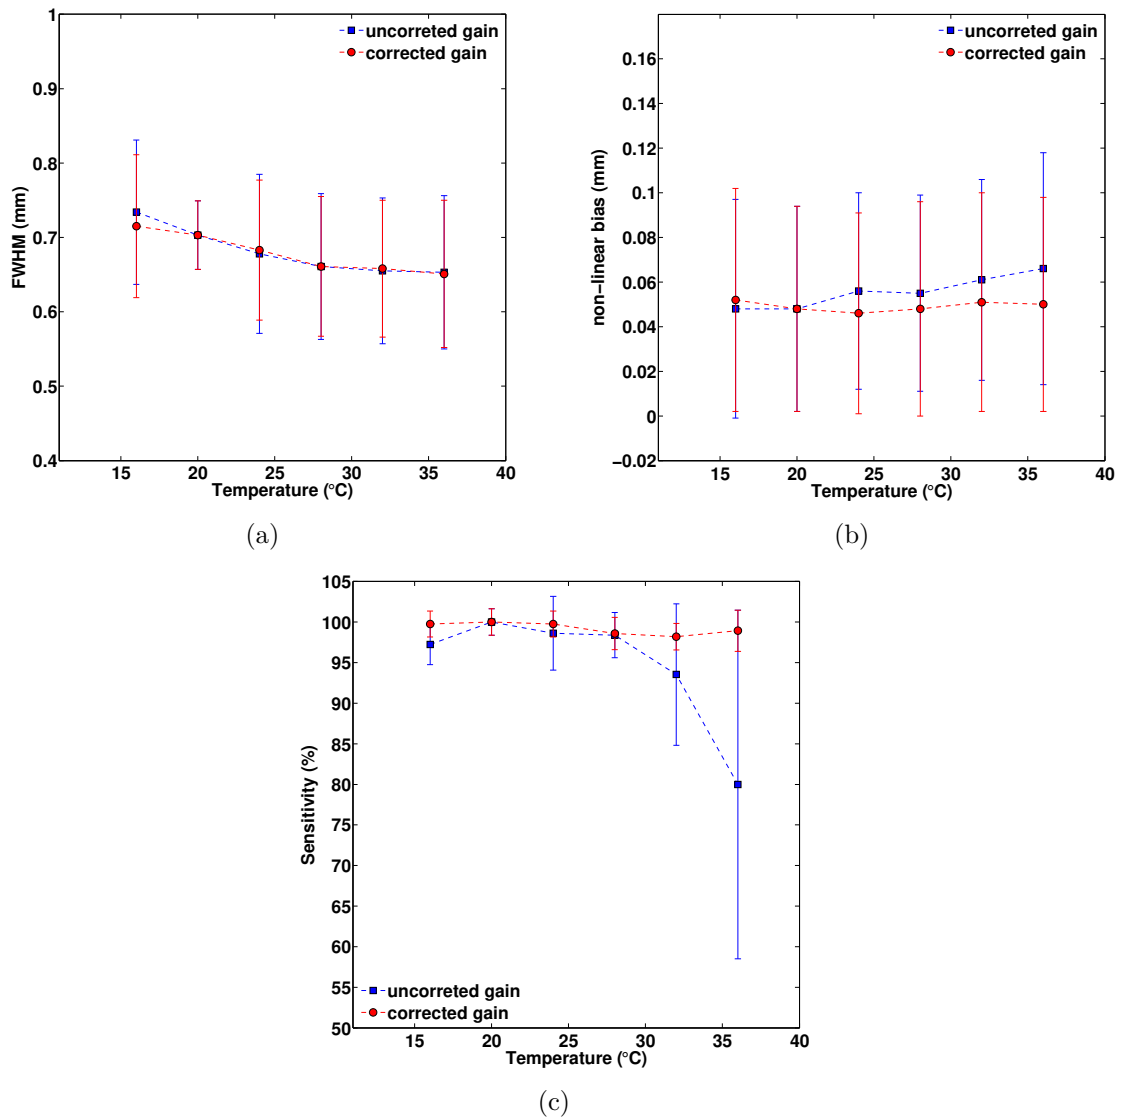 1
0.9
0.8
0.7
0.6
0.5
0.4
FWHM (mm)
15 20 25 30 35 40
Temperature (°C)
uncorreted gain
corrected gain
(a)
0.16
0.14
0.12
0.1
0.08
0.06
0.04
0.02
0
−0.02
non−linear bias (mm)
15 20 25 30 35 40
Temperature (°C)
uncorreted gain
corrected gain
(b)
105
100
95
90
85
80
75
70
65
60
55
50
Sensitivity (%)
uncorreted gain
corrected gain
15 20 25 30 35 40
Temperature (°C)
(c)